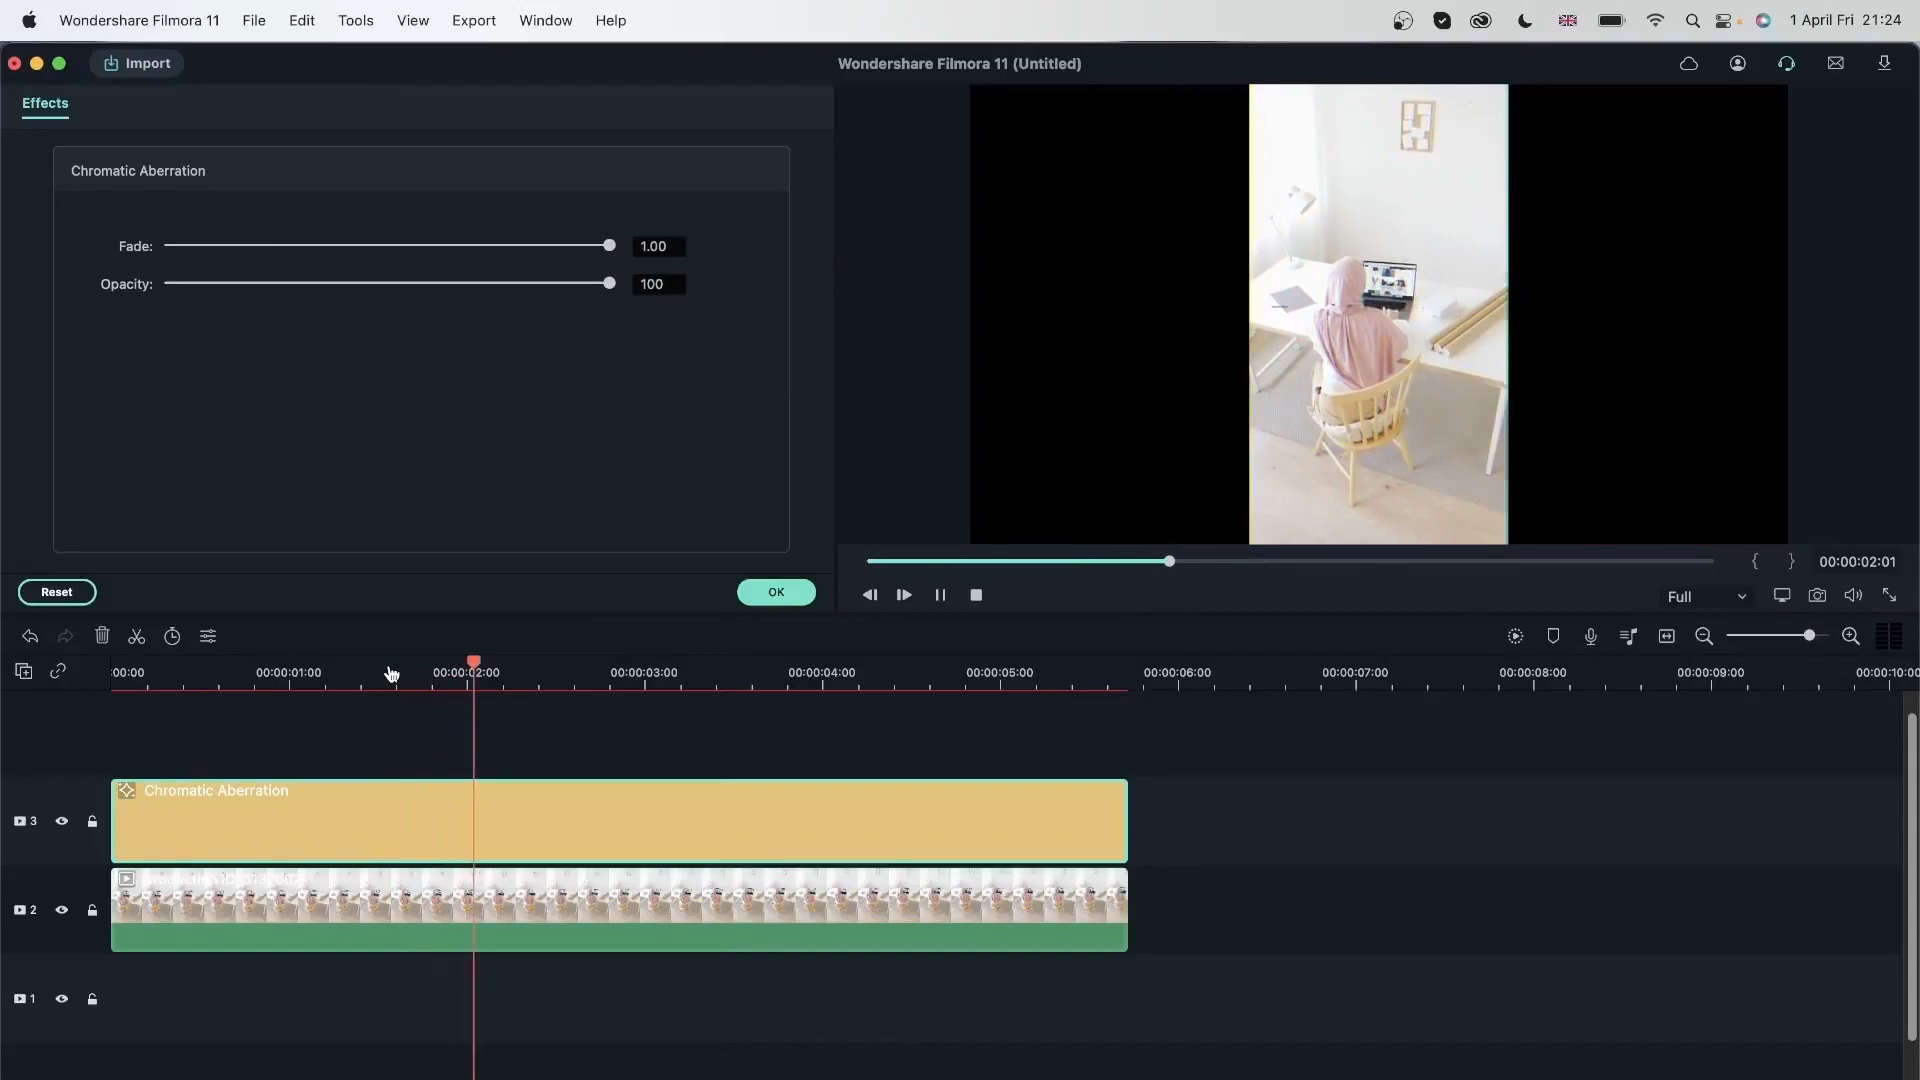 Wondershare Filmora 11 File Edit Tools View Export Window Help 1 April Fri 21:24
Import Wondershare Filmora 11 (Untitled)
Effects
Chromatic Aberration
Fade: 1.00
Opacity: 100
{ } 00:00:02:01
Reset OK
Full
:00:00 00:00:01:00 00:00:02:00 00:00:03:00 00:00:04:00 00:00:05:00 00:00:06:00 00:00:07:00 00:00:08:00 00:00:09:00 00:00:10:00
Chromatic Aberration
3
2
1